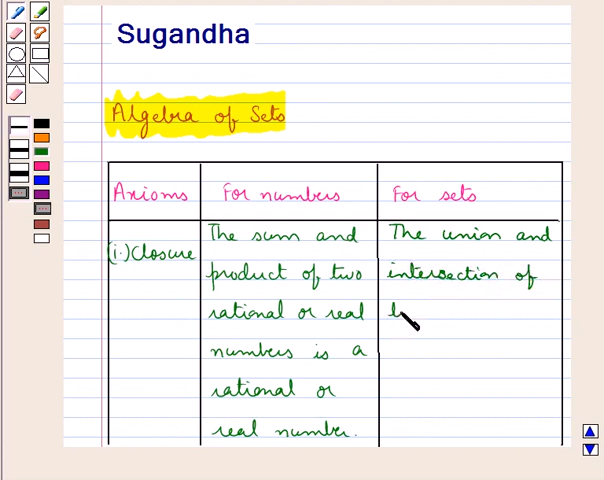 Sugandha
Algebra of Sets
Axioms For numbers For sets
(i.) Closure
The sum and
product of two
rational or real
numbers is a
rational or
real number.
The union and
intersection of